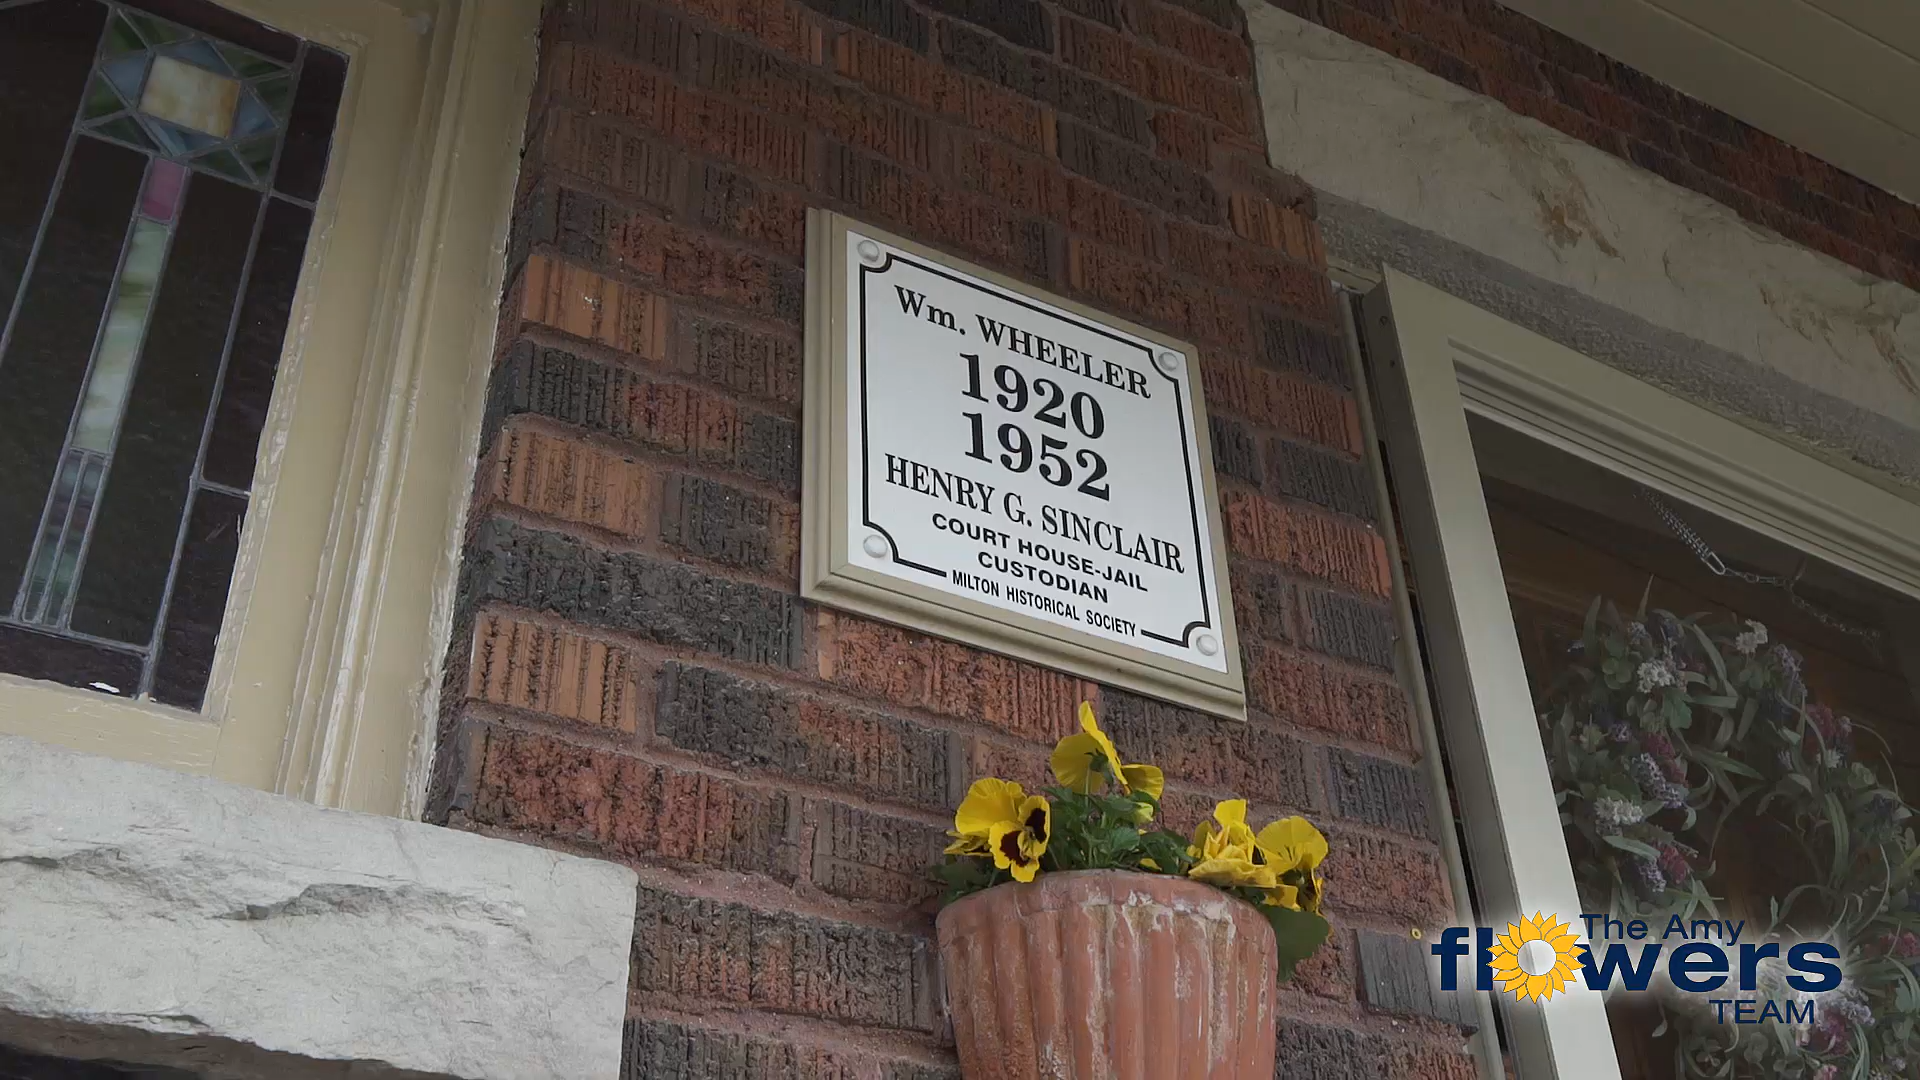 Wm. WHEELER
1920
1952
HENRY G. SINCLAIR
COURT HOUSE-JAIL
CUSTODIAN
MILTON HISTORICAL SOCIETY
The Amy
flowers
TEAM